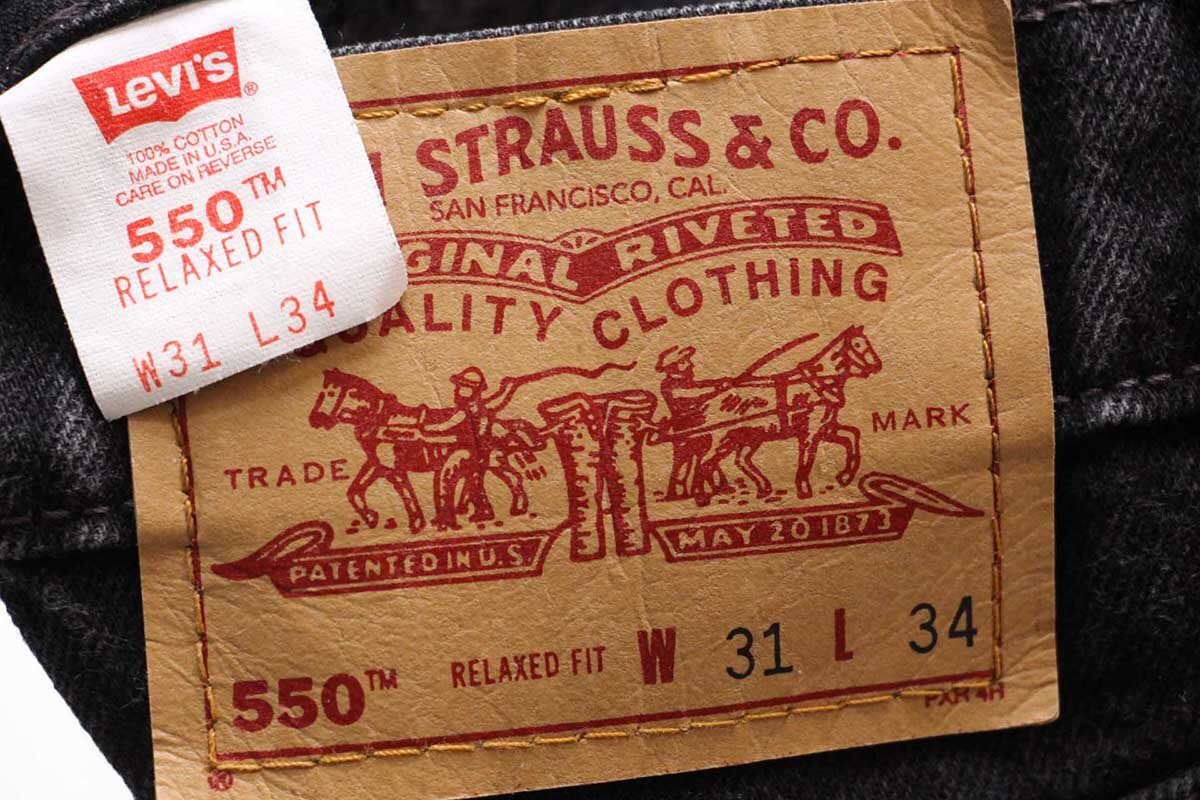 LEVI'S ®
100% COTTON
MADE IN U.S.A.
CARE ON REVERSE
550™
RELAXED FIT
W31 L34
STRAUSS & CO.
SAN FRANCISCO, CAL.
GINAL RIVETED
QUALITY CLOTHING
TRADE MARK
PATENTED IN U.S.
MAY 20 1873
550™ RELAXED FIT W 31 L 34
®